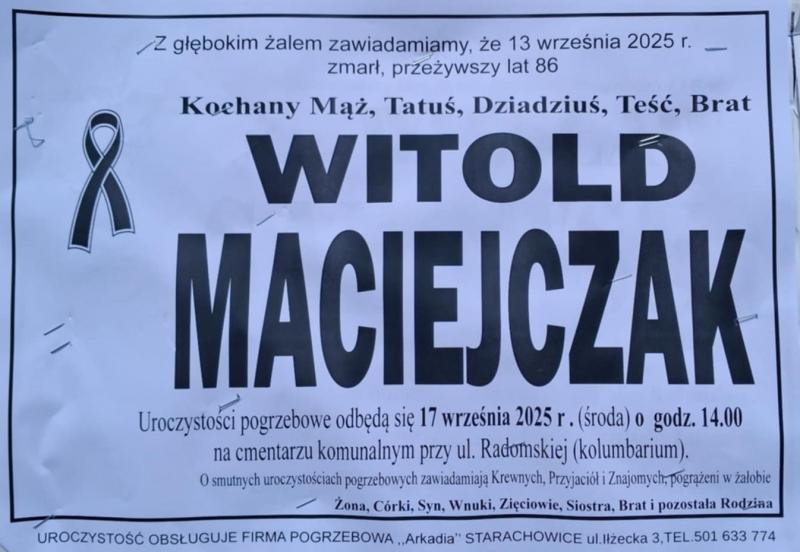 Z głębokim żalem zawiadamiamy, że 13 września 2025 r.
zmarł, przeżywszy lat 86
Kochany Mąż, Tatuś, Dziadziuś, Teść, Brat
WITOLD
MACIEJCZAK
Uroczystości pogrzebowe odbędą się 17 września 2025 r . (środa) o godz. 14.00
na cmentarzu komunalnym przy ul. Radomskiej (kolumbarium).
O smutnych uroczystościach pogrzebowych zawiadamiają Krewnych, Przyjaciół i Znajomych, pogrążeni w żałobie
Żona, Córki, Syn, Wnuki, Zięciowie, Siostra, Brat i pozostała Rodzina
UROCZYSTOŚĆ OBSŁUGUJE FIRMA POGRZEBOWA ,,Arkadia" STARACHOWICE ul.Iłżecka 3,TEL.501 633 774